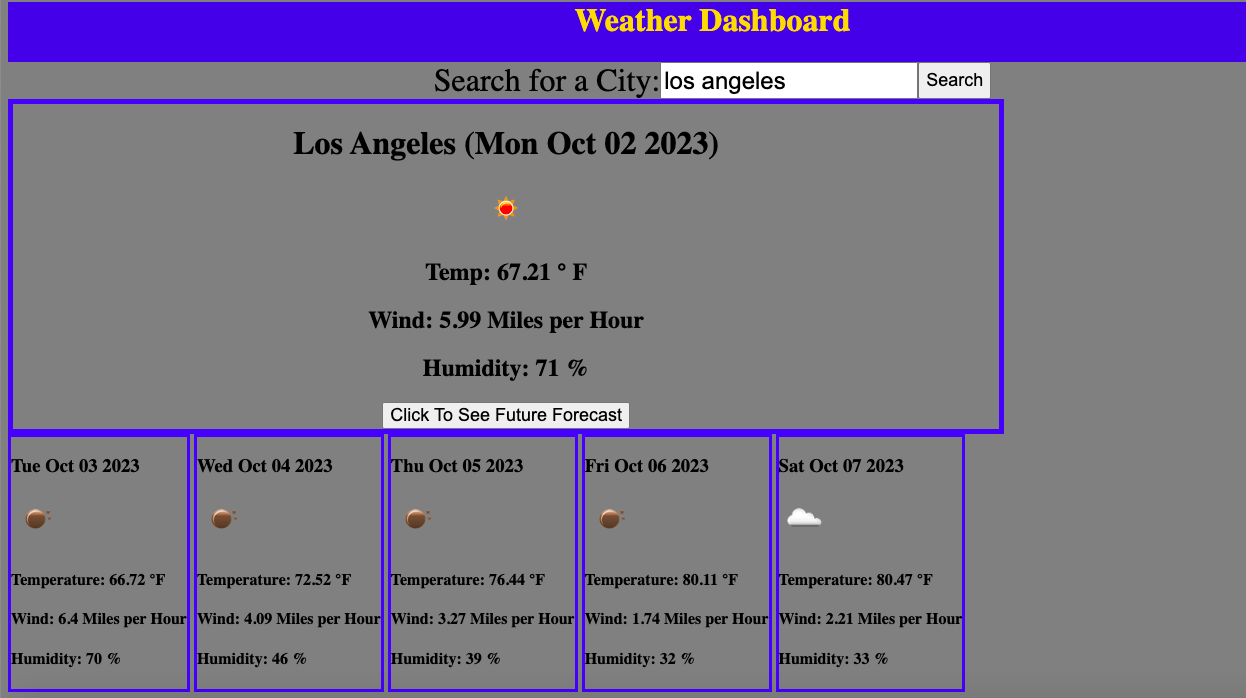 Weather Dashboard
Search for a City: los angeles Search
Los Angeles (Mon Oct 02 2023)
Temp: 67.21 ° F
Wind: 5.99 Miles per Hour
Humidity: 71 %
Click To See Future Forecast
Tue Oct 03 2023
Temperature: 66.72 °F
Wind: 6.4 Miles per Hour
Humidity: 70 %
Wed Oct 04 2023
Temperature: 72.52 °F
Wind: 4.09 Miles per Hour
Humidity: 46 %
Thu Oct 05 2023
Temperature: 76.44 °F
Wind: 3.27 Miles per Hour
Humidity: 39 %
Fri Oct 06 2023
Temperature: 80.11 °F
Wind: 1.74 Miles per Hour
Humidity: 32 %
Sat Oct 07 2023
Temperature: 80.47 °F
Wind: 2.21 Miles per Hour
Humidity: 33 %